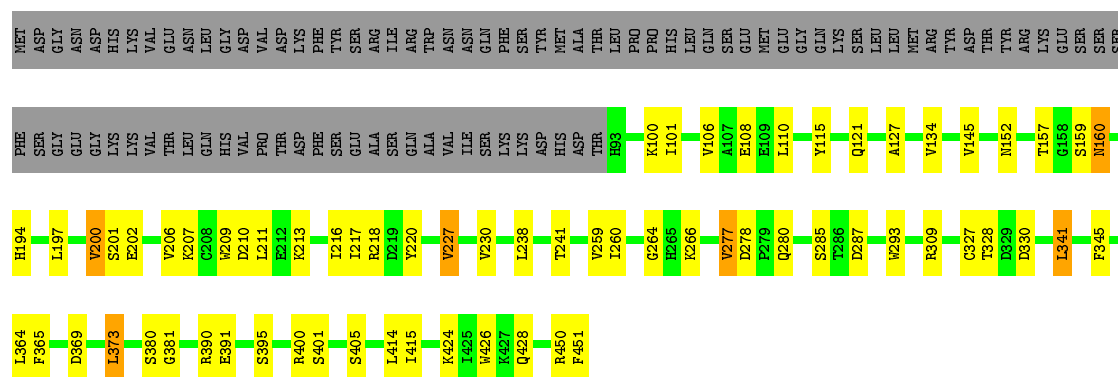 MET ASP GLY ASN ASP HIS LYS VAL GLU ASN LEU GLY ASP VAL ASP LYS PHE TYR SER ARG ILE ARG TRP ASN ASN GLN PHE SER TYR MET ALA THR LEU PRO PRO HIS LEU GLN SER GLU MET GLU GLY GLN LYS SER LEU LEU MET ARG TYR ASP THR TYR ARG LYS GLU SER SER SER
PHE SER GLY GLU GLY LYS LYS VAL THR LEU GLN HIS VAL PRO THR ASP PHE SER GLU ALA SER GLN ALA VAL ILE SER LYS LYS ASP HIS ASP THR H93 K100 I101 V106 A107 E108 E109 L110 Y115 Q121 A127 V134 V145 N152 T157 G158 S159 N160
H194 L197 V200 S201 E202 V206 K207 C208 W209 D210 L211 E212 K213 I216 I217 R218 D219 Y220 V227 V230 L238 T241 V259 I260 G264 H265 K266 V277 D278 P279 Q280 S285 T286 D287 W293 R309 C327 T328 D329 D330 L341 F345
L364 F365 D369 L373 S380 G381 R390 E391 S395 R400 S401 S405 L414 I415 K424 I425 W426 K427 Q428 R450 F451